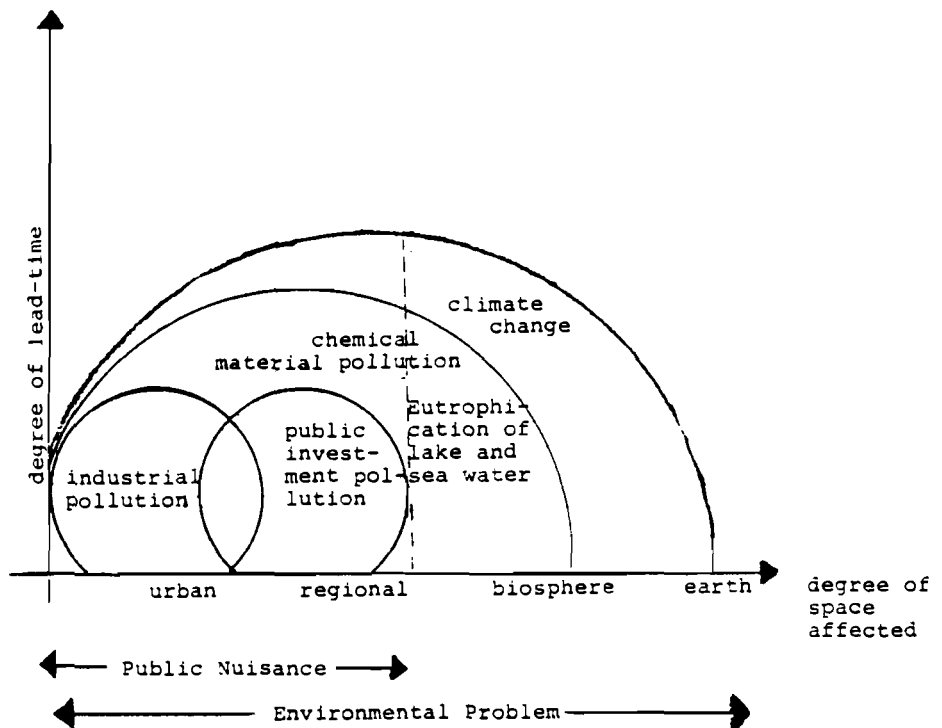 degree of lead-time
climate
change
chemical
material pollution
Eutrophi-
cation of
lake and
sea water
public
invest-
ment pol-
lution
industrial
pollution
urban regional biosphere earth
degree of
space
affected
Public Nuisance
Environmental Problem